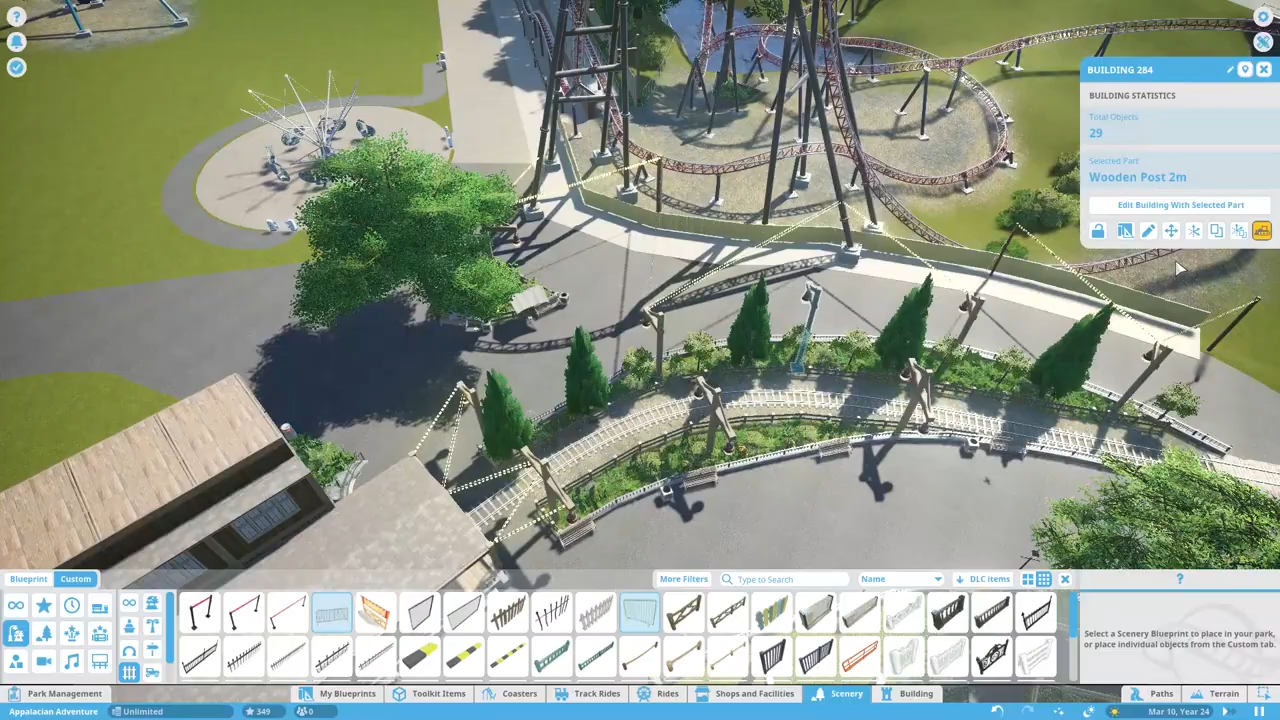 BUILDING 284
BUILDING STATISTICS
Total Objects
29
Selected Part
Wooden Post 2m
Edit Building With Selected Part
Blueprint
Custom
More Filters
Type to Search
Name
DLC items
?
Select a Scenery Blueprint to place in your park,
or place individual objects from the Custom tab.
Park Management
My Blueprints
Toolkit Items
Coasters
Track Rides
Rides
Shops and Facilities
Scenery
Building
Paths
Terrain
Appalacian Adventure
Unlimited
349
0
Mar 10, Year 24